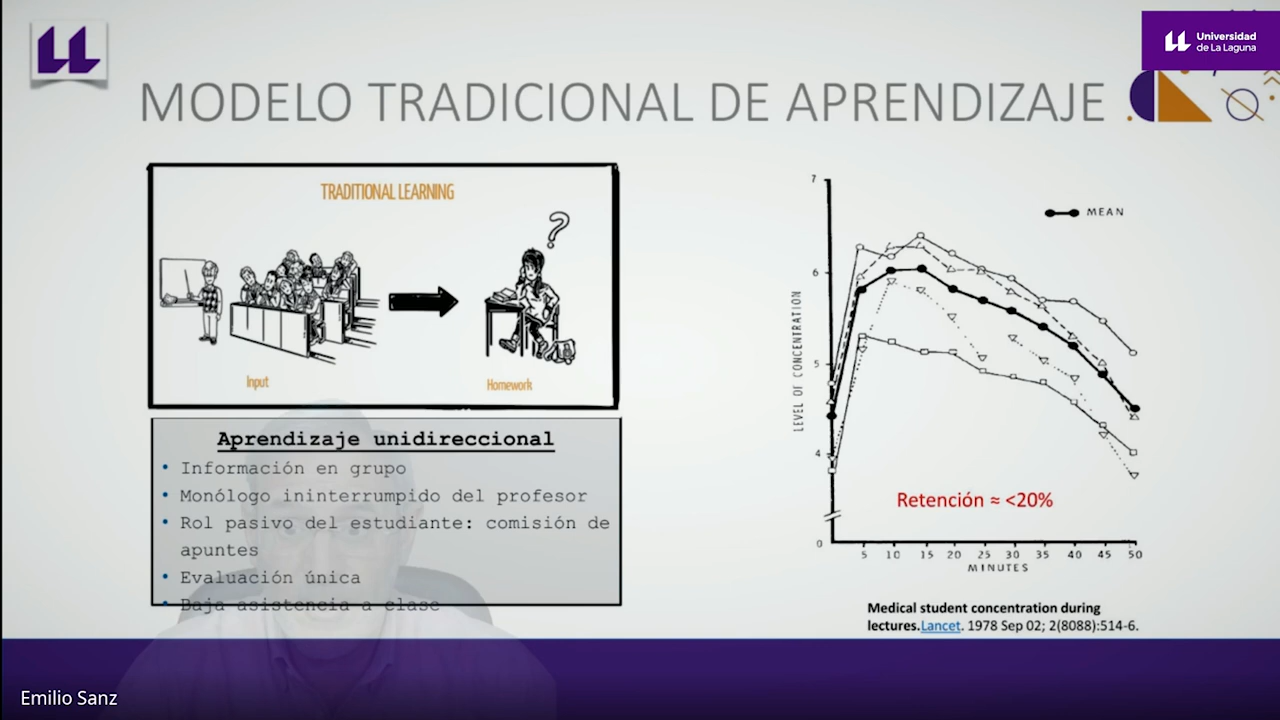 Universidad
de La Laguna
MODELO TRADICIONAL DE APRENDIZAJE
TRADITIONAL LEARNING
?
Input
Homework
Aprendizaje unidireccional
• Información en grupo
• Monólogo ininterrumpido del profesor
• Rol pasivo del estudiante: comisión de
apuntes
• Evaluación única
• Baja asistencia a clase
7
MEAN
6
5
4
0
LEVEL OF CONCENTRATION
Retención ≈ <20%
5 10 15 20 25 30 35 40 45 50
MINUTES
Medical student concentration during
lectures.Lancet. 1978 Sep 02; 2(8088):514-6.
Emilio Sanz